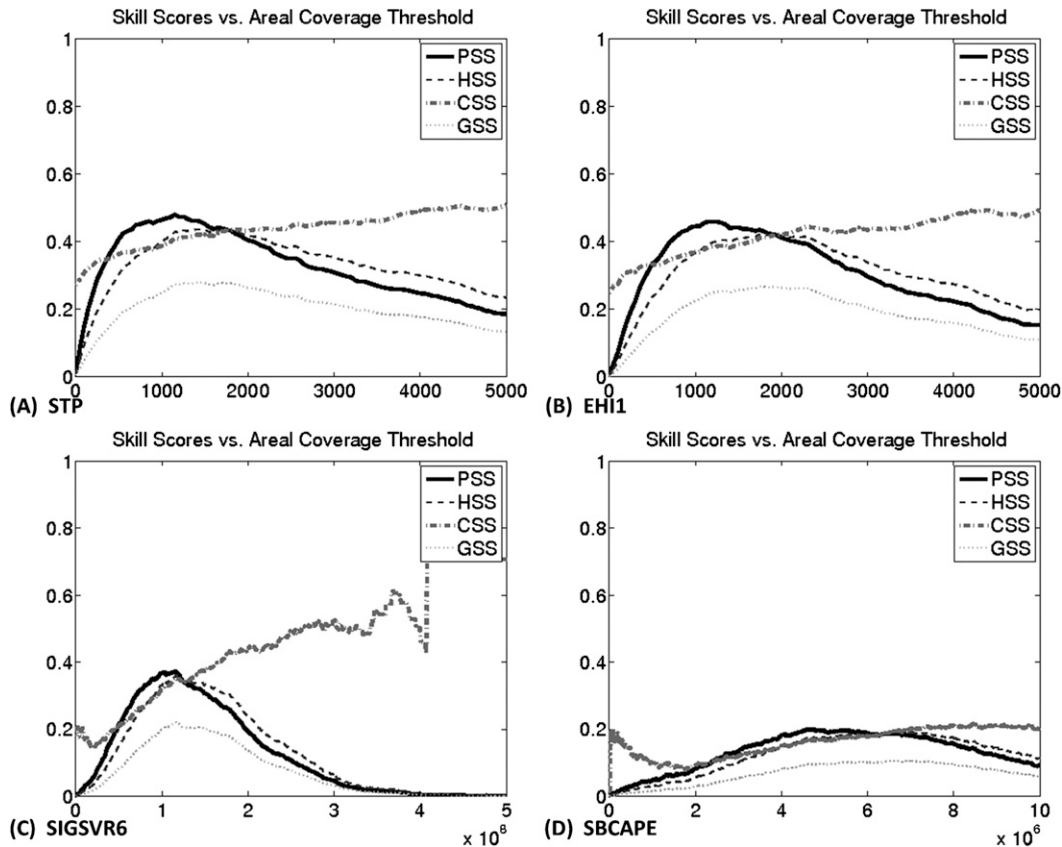 Skill Scores vs. Areal Coverage Threshold
1
0.8
0.6
0.4
0.2
0
0 1000 2000 3000 4000 5000
PSS
HSS
CSS
GSS
(A) STP
Skill Scores vs. Areal Coverage Threshold
1
0.8
0.6
0.4
0.2
0
0 1000 2000 3000 4000 5000
PSS
HSS
CSS
GSS
(B) EHI1
Skill Scores vs. Areal Coverage Threshold
1
0.8
0.6
0.4
0.2
0
0 1 2 3 4 5
x 10⁸
PSS
HSS
CSS
GSS
(C) SIGSVR6
Skill Scores vs. Areal Coverage Threshold
1
0.8
0.6
0.4
0.2
0
0 2 4 6 8 10
x 10⁶
PSS
HSS
CSS
GSS
(D) SBCAPE